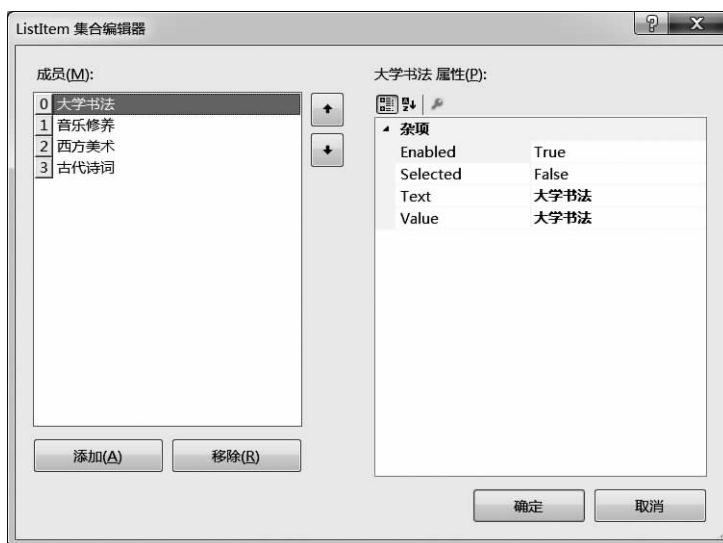 ListItem 集合编辑器
成员(M):
0 大学书法
1 音乐修养
2 西方美术
3 古代诗词
添加(A) 移除(R)
大学书法 属性(P):
杂项
Enabled True
Selected False
Text 大学书法
Value 大学书法
确定 取消